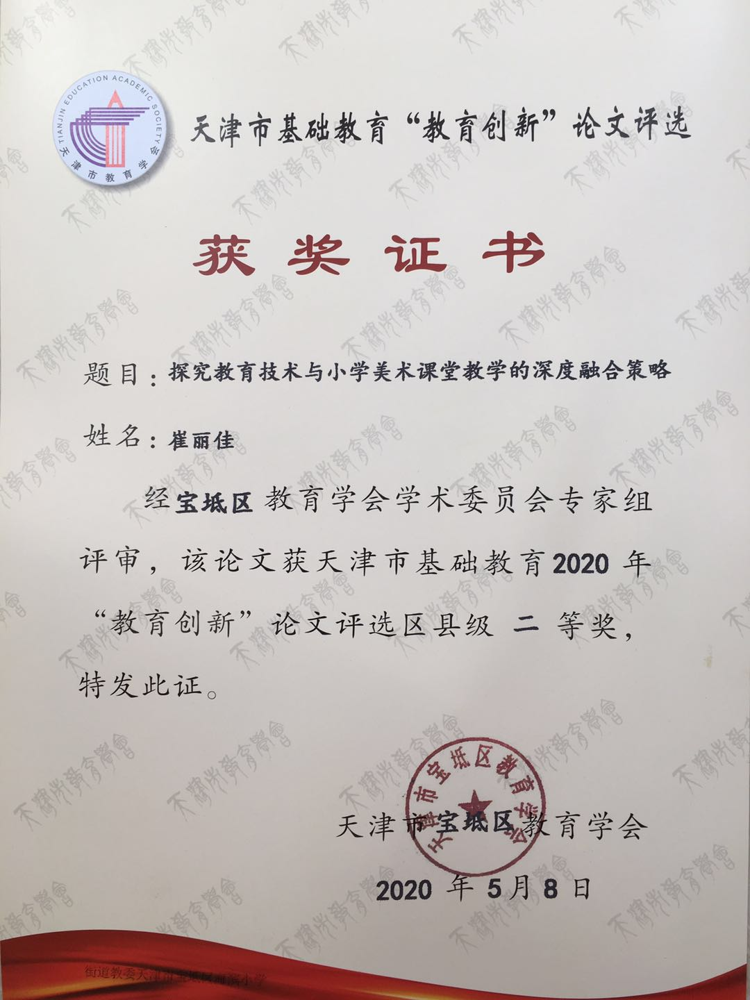 TIANJIN EDUCATION ACADEMIC SOCIETY
天津市教育学会
天津市基础教育“教育创新”论文评选
获奖证书
题目：探究教育技术与小学美术课堂教学的深度融合策略
姓名：崔丽佳
经宝坻区教育学会学术委员会专家组
评审，该论文获天津市基础教育2020 年
“教育创新”论文评选区县级 二 等奖，
特发此证。
天津市宝坻区教育学会
天津市宝坻区教育学会
2020 年 5 月 8 日
街道教委天津市宝坻区 小学